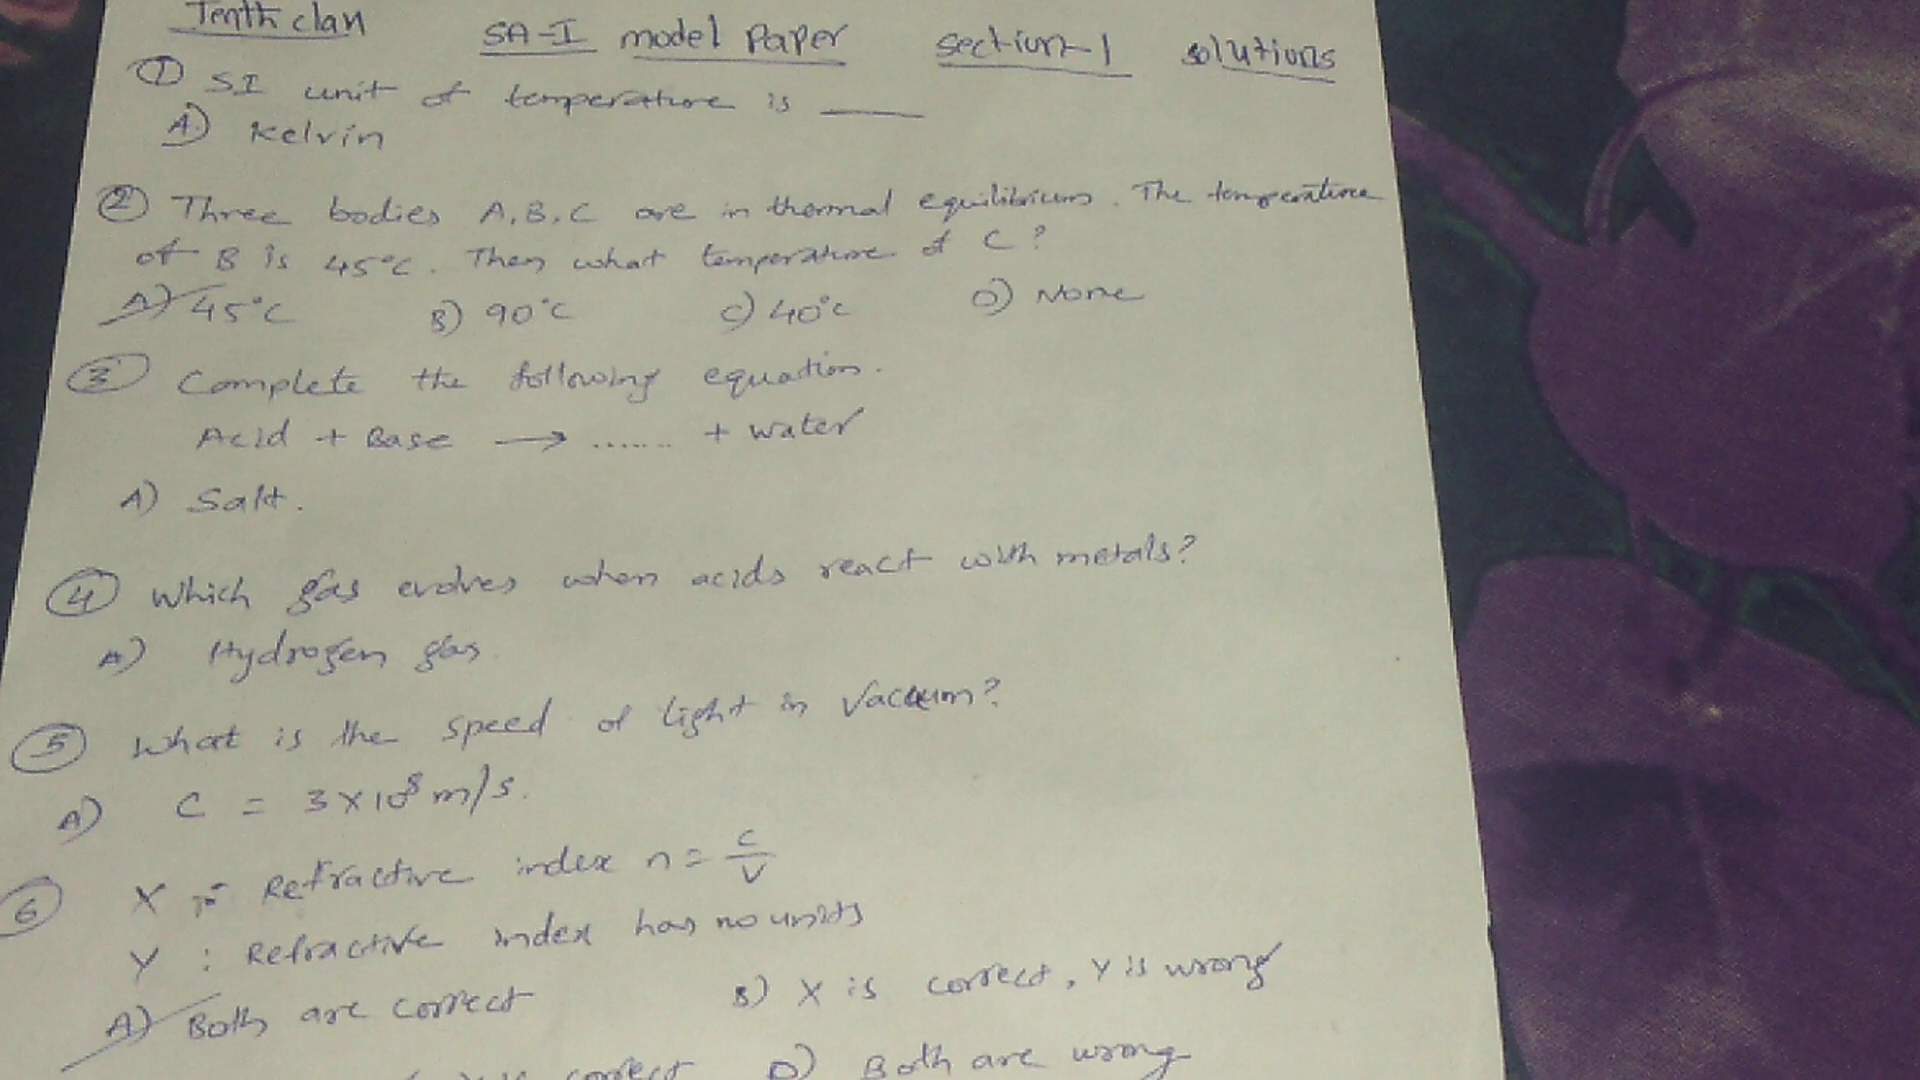 Tenth class SA-I model Paper section-1 solutions
① SI unit of temperature is ____
A) Kelvin
② Three bodies A, B, C are in thermal equilibrium. The temperature
of B is 45°C. Then what temperature of C?
A) 45°C B) 90°C C) 40°C D) None
③ Complete the following equation.
Acid + Base → ....... + water
A) Salt.
④ Which gas evolves when acids react with metals?
A) Hydrogen gas
⑤ What is the speed of light in Vaccum?
A) C = 3×10⁸ m/s.
⑥ X : Refractive index n = C/V
Y : Refractive index has no units
A) Both are correct B) X is correct, Y is wrong
is correct D) Both are wrong